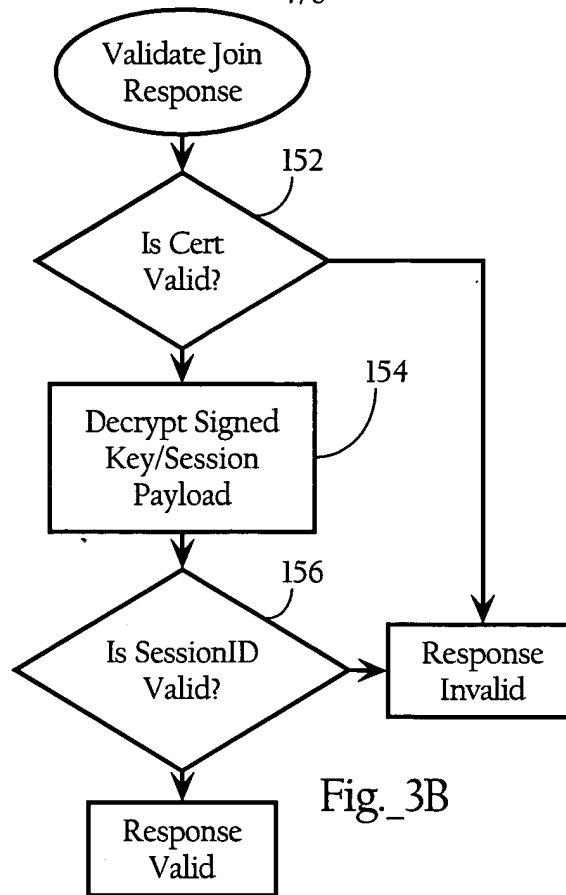 Validate Join
Response
152
Is Cert
Valid?
154
Decrypt Signed
Key/Session
Payload
156
Is SessionID
Valid?
Response
Invalid
Fig._3B
Response
Valid